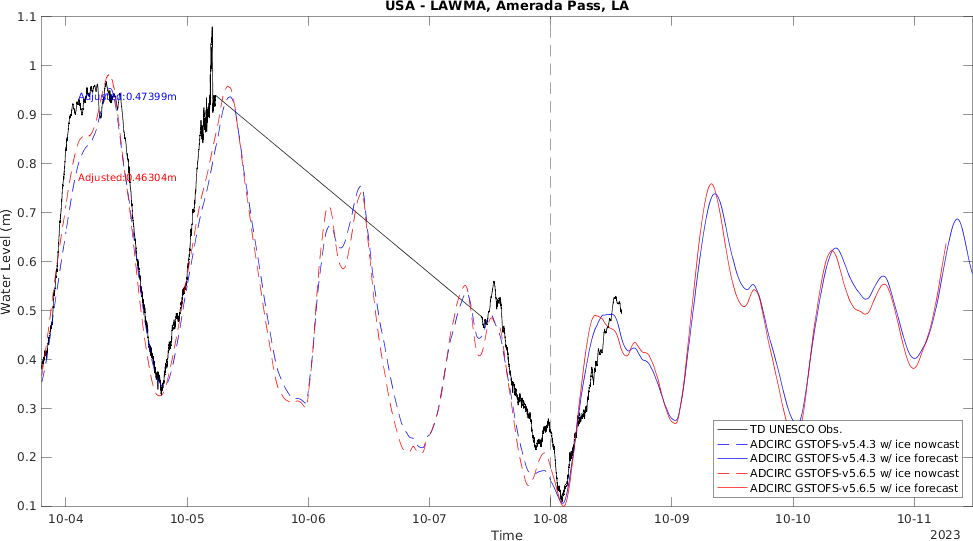 USA - LAWMA, Amerada Pass, LA
1.1
1
0.9
0.8
0.7
0.6
0.5
0.4
0.3
0.2
0.1
Water Level (m)
Adjusted:0.47399m
Adjusted:0.46304m
TD UNESCO Obs.
ADCIRC GSTOFS-v5.4.3 w/ ice nowcast
ADCIRC GSTOFS-v5.4.3 w/ ice forecast
ADCIRC GSTOFS-v5.6.5 w/ ice nowcast
ADCIRC GSTOFS-v5.6.5 w/ ice forecast
10-04 10-05 10-06 10-07 10-08 10-09 10-10 10-11
Time
2023